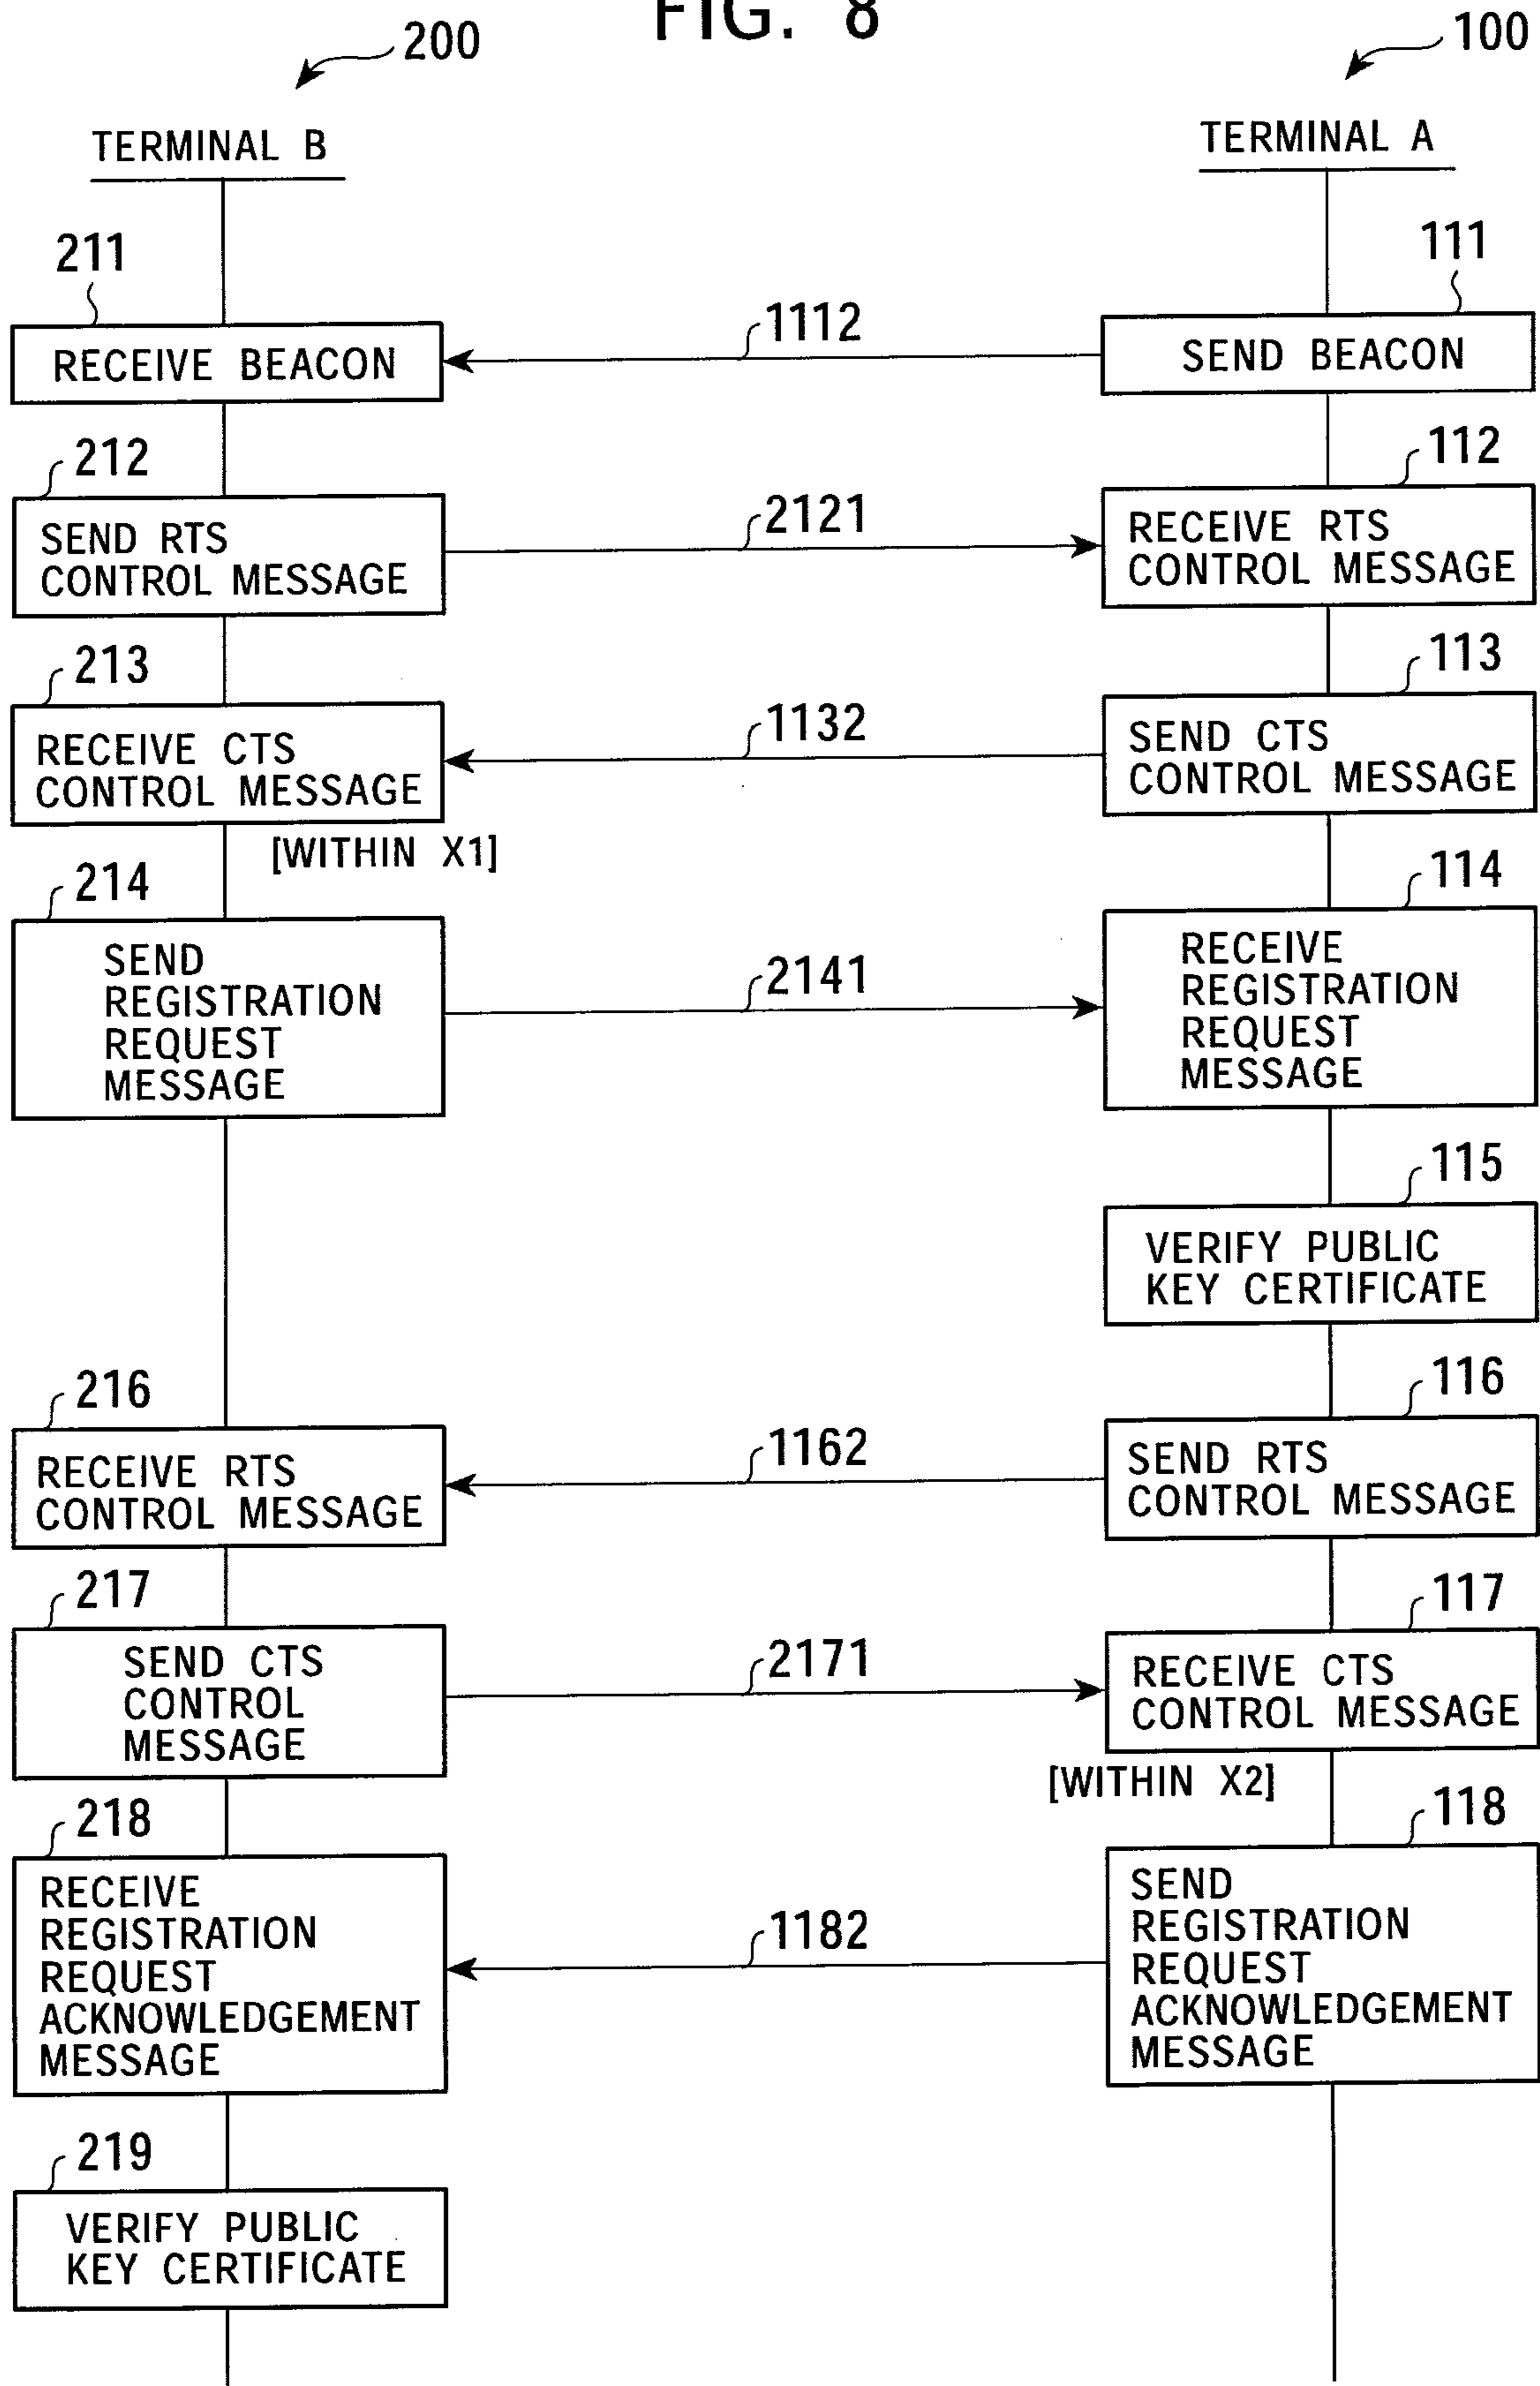 FIG. 8
200
100
TERMINAL B
TERMINAL A
211
111
RECEIVE BEACON
1112
SEND BEACON
212
112
SEND RTS
CONTROL MESSAGE
2121
RECEIVE RTS
CONTROL MESSAGE
213
113
RECEIVE CTS
CONTROL MESSAGE
1132
SEND CTS
CONTROL MESSAGE
[WITHIN X1]
214
114
SEND
REGISTRATION
REQUEST
MESSAGE
2141
RECEIVE
REGISTRATION
REQUEST
MESSAGE
115
VERIFY PUBLIC
KEY CERTIFICATE
216
116
RECEIVE RTS
CONTROL MESSAGE
1162
SEND RTS
CONTROL MESSAGE
217
117
SEND CTS
CONTROL
MESSAGE
2171
RECEIVE CTS
CONTROL MESSAGE
[WITHIN X2]
218
118
RECEIVE
REGISTRATION
REQUEST
ACKNOWLEDGEMENT
MESSAGE
1182
SEND
REGISTRATION
REQUEST
ACKNOWLEDGEMENT
MESSAGE
219
VERIFY PUBLIC
KEY CERTIFICATE